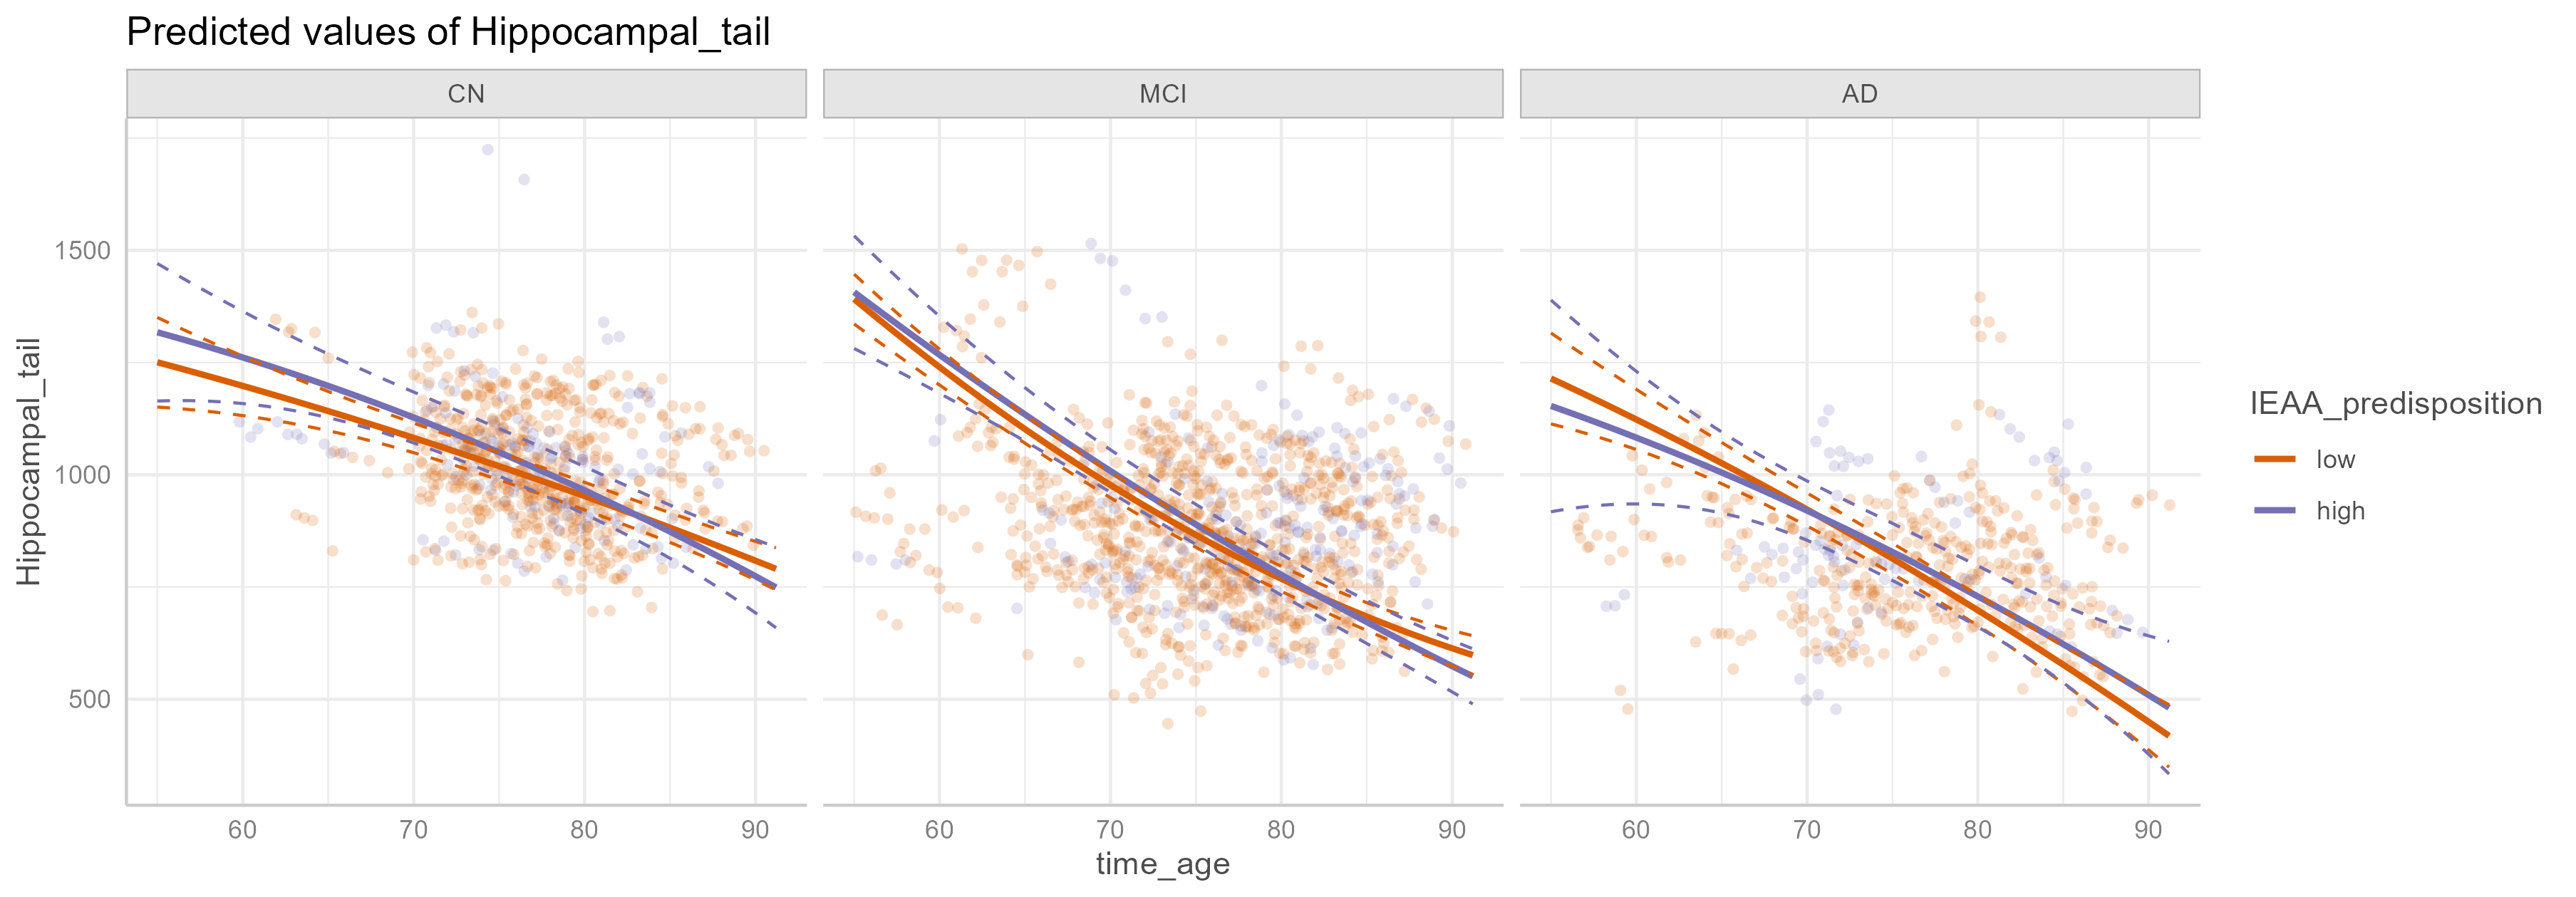 Predicted values of Hippocampal_tail
CN
MCI
AD
Hippocampal_tail
1500
1000
500
60
70
80
90
60
70
80
90
60
70
80
90
time_age
IEAA_predisposition
low
high